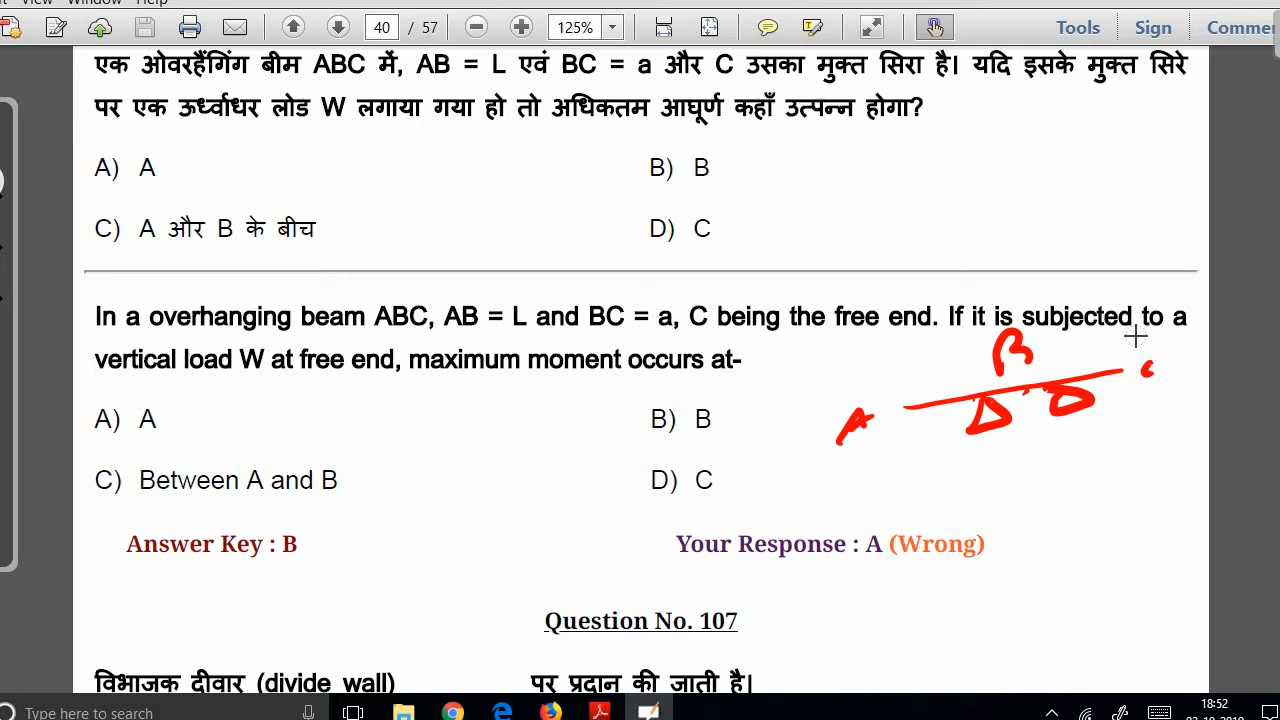 Window Help
40 / 57
125%
Tools
Sign
Commer
एक ओवरहैंगिंग बीम ABC में, AB = L एवं BC = a और C उसका मुक्त सिरा है। यदि इसके मुक्त सिरे
पर एक ऊर्ध्वाधर लोड W लगाया गया हो तो अधिकतम आघूर्ण कहाँ उत्पन्न होगा?
A) A
B) B
C) A और B के बीच
D) C
In a overhanging beam ABC, AB = L and BC = a, C being the free end. If it is subjected to a
vertical load W at free end, maximum moment occurs at-
A) A
B) B
C) Between A and B
D) C
B
A
C
Answer Key : B
Your Response : A (Wrong)
Question No. 107
विभाजक दीवार (divide wall) पर प्रदान की जाती है।
Type here to search
18:52